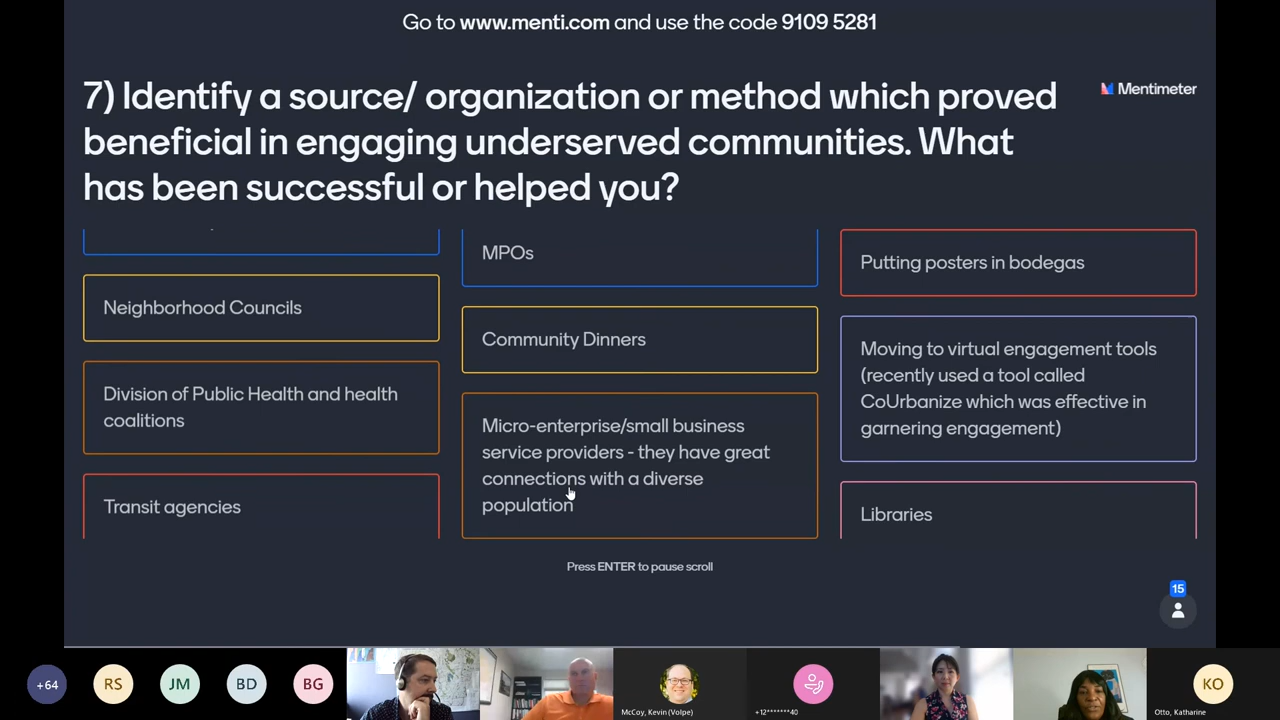 Go to www.menti.com and use the code 9109 5281
7) Identify a source/ organization or method which proved
beneficial in engaging underserved communities. What
has been successful or helped you?
Mentimeter
Neighborhood Councils
Division of Public Health and health
coalitions
Transit agencies
MPOs
Community Dinners
Micro-enterprise/small business
service providers - they have great
connections with a diverse
population
Putting posters in bodegas
Moving to virtual engagement tools
(recently used a tool called
CoUrbanize which was effective in
garnering engagement)
Libraries
Press ENTER to pause scroll
15
+64
RS
JM
BD
BG
McCoy, Kevin (Volpe)
+12*******40
KO
Otto, Katharine